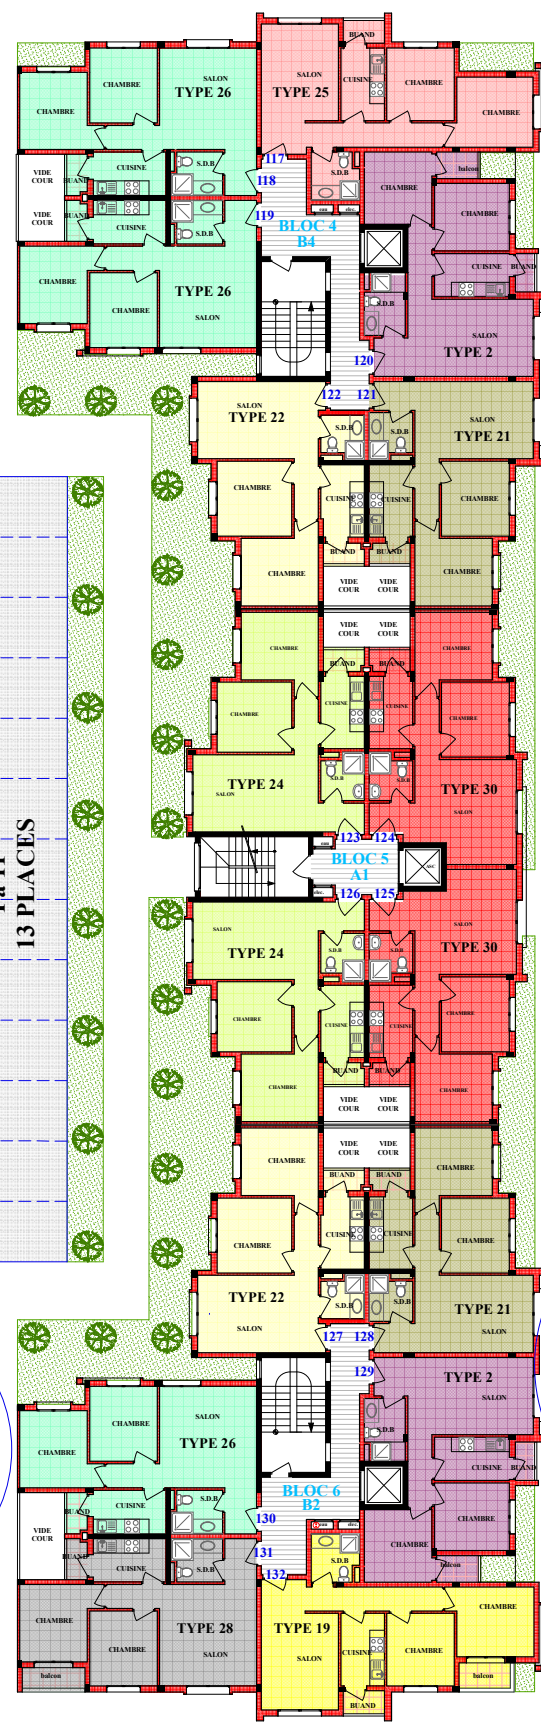 BUAND
SALON
TYPE 26
CHAMBRE
CHAMBRE
SALON
TYPE 25
CUISINE
CHAMBRE
CHAMBRE
VIDE
COUR
BUAND
CUISINE
S.D.B
117
118
S.D.B
balcon
CHAMBRE
CHAMBRE
VIDE
COUR
BUAND
CUISINE
S.D.B
119
BLOC 4
B4
elec.
CHAMBRE
CHAMBRE
TYPE 26
SALON
CUISINE
BUAND
S.D.B
SALON
TYPE 2
120
122
121
SALON
TYPE 22
S.D.B
S.D.B
SALON
TYPE 21
CHAMBRE
CUISINE
CUISINE
CHAMBRE
CHAMBRE
BUAND
BUAND
CHAMBRE
VIDE
COUR
VIDE
COUR
VIDE
COUR
VIDE
COUR
CHAMBRE
BUAND
BUAND
CHAMBRE
CHAMBRE
CUISINE
CUISINE
CHAMBRE
TYPE 24
SALON
S.D.B
S.D.B
TYPE 30
SALON
13 PLACES
123
124
BLOC 5
A1
ASC
elec.
126
125
SALON
TYPE 24
S.D.B
S.D.B
SALON
TYPE 30
CHAMBRE
CUISINE
CUISINE
CHAMBRE
CHAMBRE
BUAND
BUAND
CHAMBRE
VIDE
COUR
VIDE
COUR
VIDE
COUR
VIDE
COUR
CHAMBRE
BUAND
BUAND
CHAMBRE
CHAMBRE
CUISINE
CUISINE
CHAMBRE
TYPE 22
SALON
S.D.B
S.D.B
TYPE 21
SALON
127
128
129
TYPE 2
SALON
SALON
CHAMBRE
CHAMBRE
TYPE 26
S.D.B
CUISINE
BUAND
BLOC 6
B2
VIDE
COUR
BUAND
CUISINE
S.D.B
130
elec.
CHAMBRE
CHAMBRE
BUAND
CUISINE
S.D.B
131
132
S.D.B
balcon
CHAMBRE
CHAMBRE
TYPE 28
SALON
balcon
TYPE 19
SALON
CUISINE
CHAMBRE
CHAMBRE
balcon
BUAND